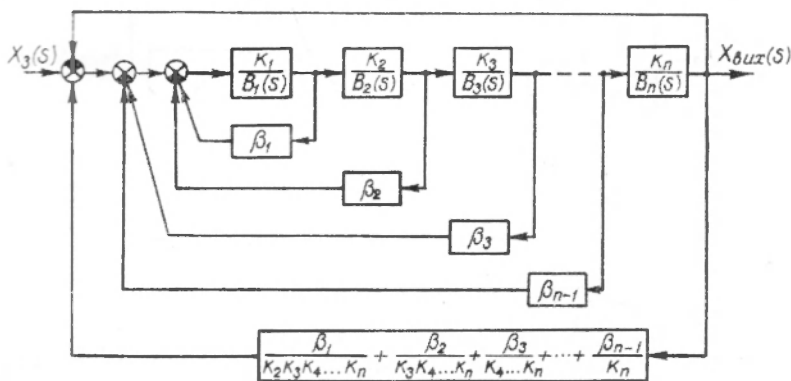 X₃(S)
K₁/B₁(S)
K₂/B₂(S)
K₃/B₃(S)
Kₙ/Bₙ(S)
Xвих(S)
β₁
β₂
β₃
βₙ₋₁
β₁/K₂K₃K₄...Kₙ + β₂/K₃K₄...Kₙ + β₃/K₄...Kₙ + ... + βₙ₋₁/Kₙ